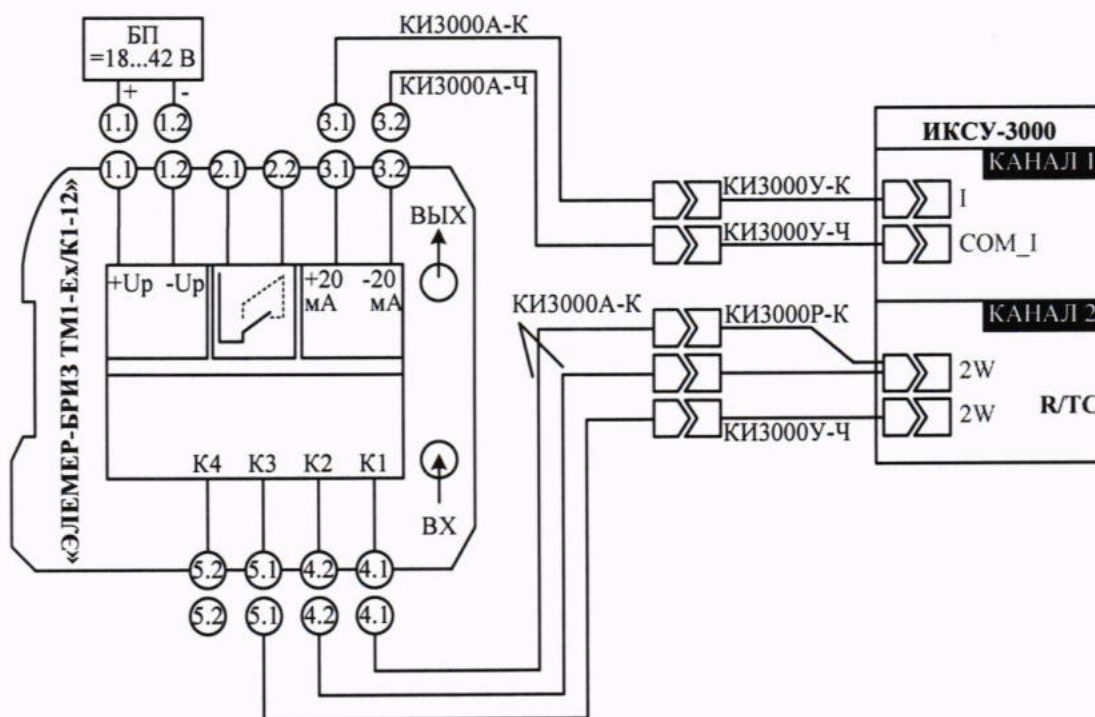 БП
=18...42 В
+ -
КИ3000А-К
КИ3000А-Ч
1.1 1.2 3.1 3.2
1.1 1.2 2.1 2.2 3.1 3.2
«ЭЛЕМЕР-БРИЗ ТМ1-Ex/К1-12»
+Up -Up +20 мА -20 мА
ВЫХ
К4 К3 К2 К1
ВХ
5.2 5.1 4.2 4.1
5.2 5.1 4.2 4.1
ИКСУ-3000
КАНАЛ 1
КИ3000У-К
I
КИ3000У-Ч
COM_I
КАНАЛ 2
КИ3000А-К
КИ3000Р-К
2W
2W
R/TC
КИ3000У-Ч